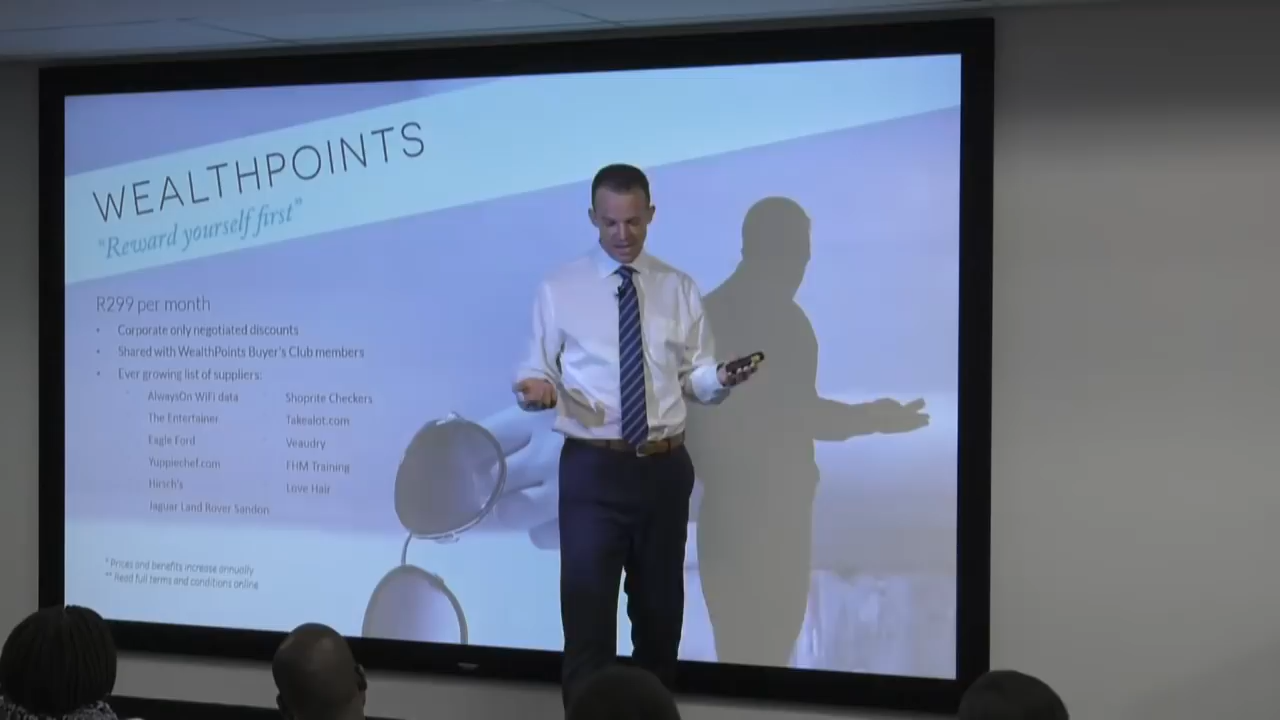 WEALTHPOINTS
"Reward yourself first"
R299 per month
• Corporate only negotiated discounts
• Shared with WealthPoints Buyer's Club members
• Ever growing list of suppliers:
AlwaysOn WiFi data
The Entertainer
Eagle Ford
Yuppiechef.com
Hirsch's
Jaguar Land Rover Sandon
Shoprite Checkers
Takealot.com
Veaudry
FHM Training
Love Hair
* Prices and benefits increase annually
** Read full terms and conditions online